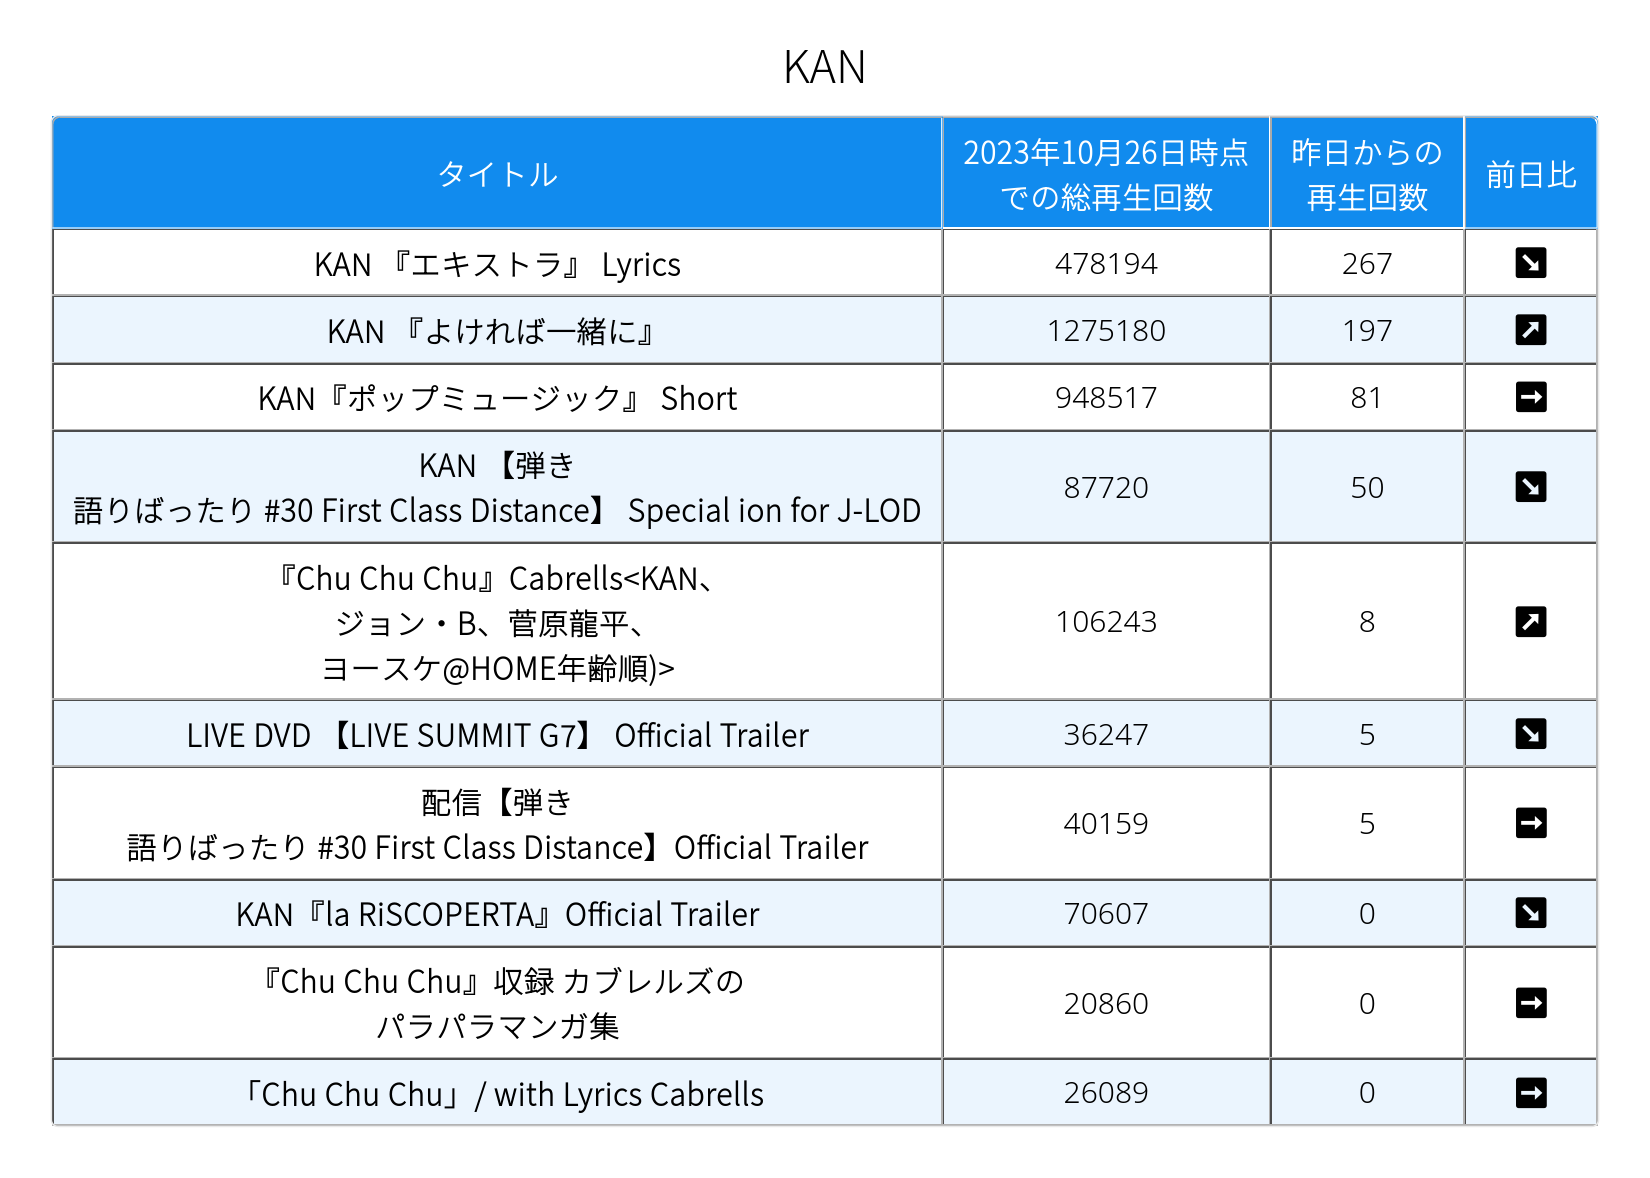 KAN
タイトル
2023年10月26日時点
での総再生回数
昨日からの
再生回数
前日比
KAN 『エキストラ』 Lyrics
478194
267
KAN 『よければ一緒に』
1275180
197
KAN『ポップミュージック』 Short
948517
81
KAN 【弾き
語りばったり #30 First Class Distance】 Special ion for J-LOD
87720
50
『Chu Chu Chu』Cabrells<KAN、
ジョン・B、菅原龍平、
ヨースケ@HOME年齢順)>
106243
8
LIVE DVD 【LIVE SUMMIT G7】 Official Trailer
36247
5
配信【弾き
語りばったり #30 First Class Distance】Official Trailer
40159
5
KAN『la RiSCOPERTA』Official Trailer
70607
0
『Chu Chu Chu』収録 カブレルズの
パラパラマンガ集
20860
0
「Chu Chu Chu」/ with Lyrics Cabrells
26089
0